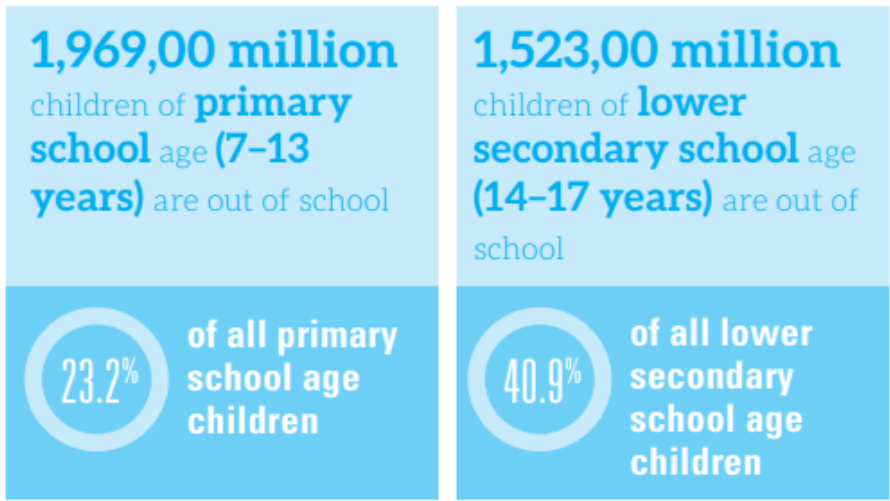 1,969,00 million
children of primary
school age (7–13
years) are out of school
23.2%
of all primary
school age
children
1,523,00 million
children of lower
secondary school age
(14–17 years) are out of
school
40.9%
of all lower
secondary
school age
children